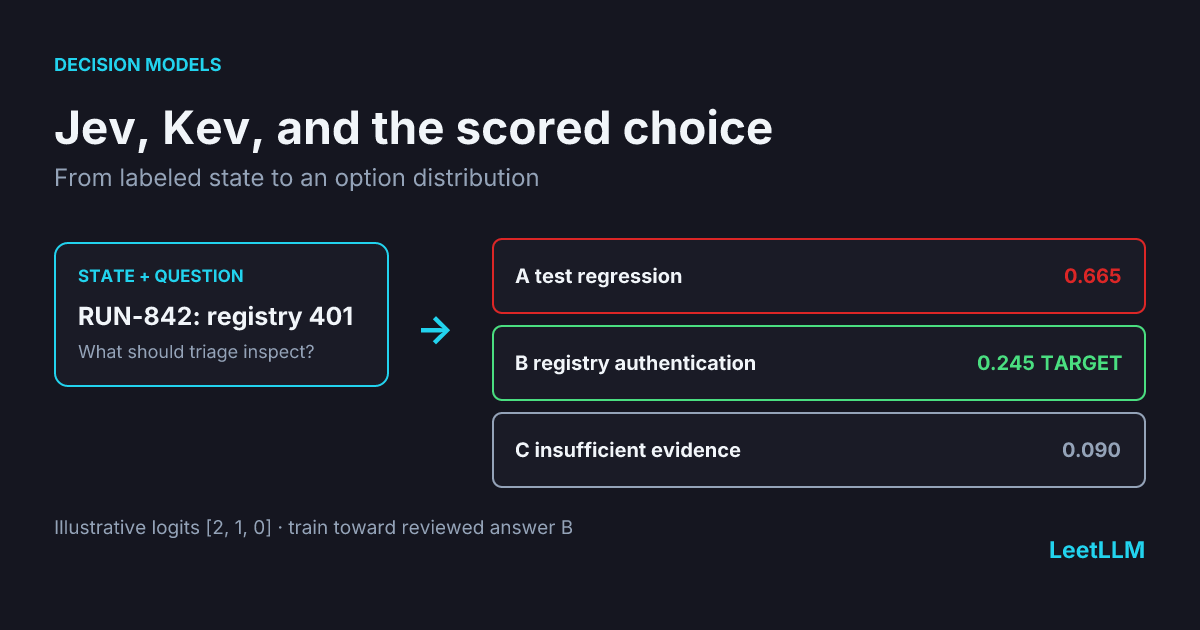 DECISION MODELS
Jev, Kev, and the scored choice
From labeled state to an option distribution
STATE + QUESTION
RUN-842: registry 401
What should triage inspect?
→
A test regression 0.665
B registry authentication 0.245 TARGET
C insufficient evidence 0.090
Illustrative logits [2, 1, 0] · train toward reviewed answer B
LeetLLM